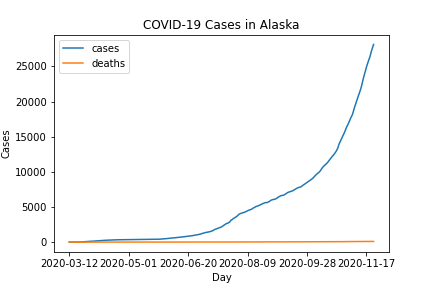 COVID-19 Cases in Alaska
cases
deaths
25000
20000
15000
10000
5000
0
Cases
2020-03-12 2020-05-01 2020-06-20 2020-08-09 2020-09-28 2020-11-17
Day